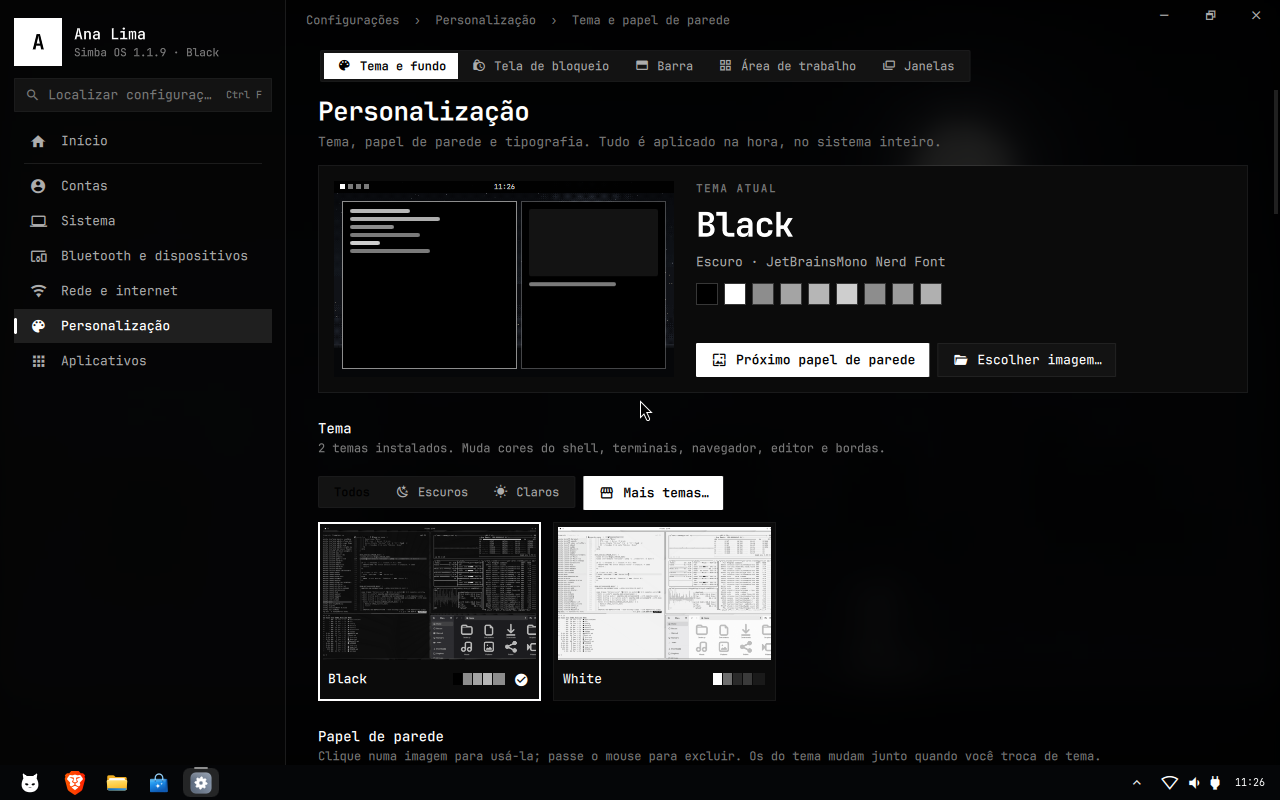 Configurações › Personalização › Tema e papel de parede
A
Ana Lima
Simba OS 1.1.9 · Black
Localizar configuraç… Ctrl F
Início
Contas
Sistema
Bluetooth e dispositivos
Rede e internet
Personalização
Aplicativos
Tema e fundo
Tela de bloqueio
Barra
Área de trabalho
Janelas
Personalização
Tema, papel de parede e tipografia. Tudo é aplicado na hora, no sistema inteiro.
11:26
TEMA ATUAL
Black
Escuro · JetBrainsMono Nerd Font
Próximo papel de parede
Escolher imagem…
Tema
2 temas instalados. Muda cores do shell, terminais, navegador, editor e bordas.
Todos
Escuros
Claros
Mais temas…
Black
White
Papel de parede
Clique numa imagem para usá-la; passe o mouse para excluir. Os do tema mudam junto quando você troca de tema.
11:26